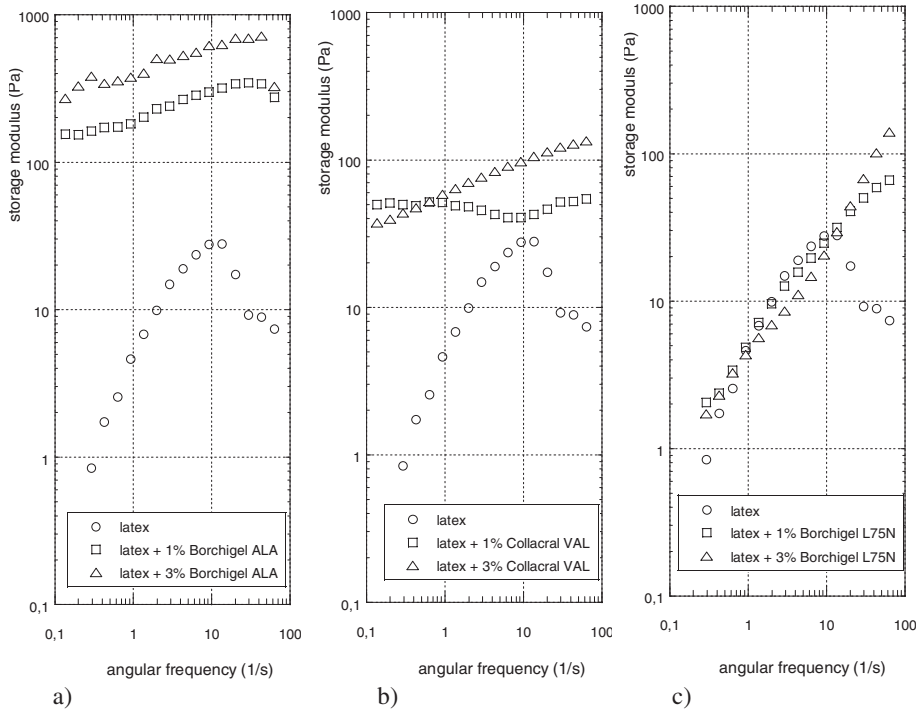 storage modulus (Pa)
1000
100
10
1
0,1
latex
latex + 1% Borchigel ALA
latex + 3% Borchigel ALA
0,1 1 10 100
angular frequency (1/s)
a)
storage modulus (Pa)
1000
100
10
1
0,1
latex
latex + 1% Collacral VAL
latex + 3% Collacral VAL
0,1 1 10 100
angular frequency (1/s)
b)
storage modulus (Pa)
1000
100
10
1
0,1
latex
latex + 1% Borchigel L75N
latex + 3% Borchigel L75N
0,1 1 10 100
angular frequency (1/s)
c)